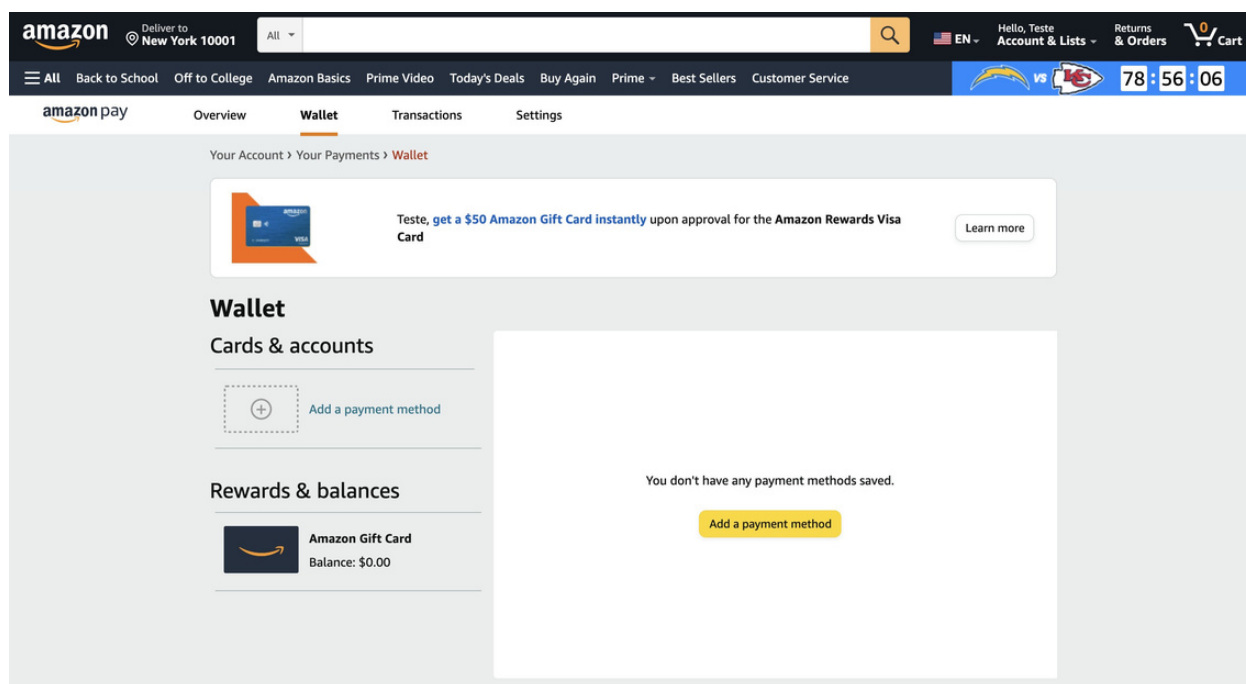 amazon
Deliver to
New York 10001
All
EN
Hello, Teste
Account & Lists
Returns
& Orders
0
Cart
All Back to School Off to College Amazon Basics Prime Video Today's Deals Buy Again Prime Best Sellers Customer Service
VS
KC
78 : 56 : 06
amazon pay
Overview Wallet Transactions Settings
Your Account › Your Payments › Wallet
amazon
VISA
Teste, get a $50 Amazon Gift Card instantly upon approval for the Amazon Rewards Visa
Card
Learn more
Wallet
Cards & accounts
Add a payment method
You don't have any payment methods saved.
Add a payment method
Rewards & balances
Amazon Gift Card
Balance: $0.00